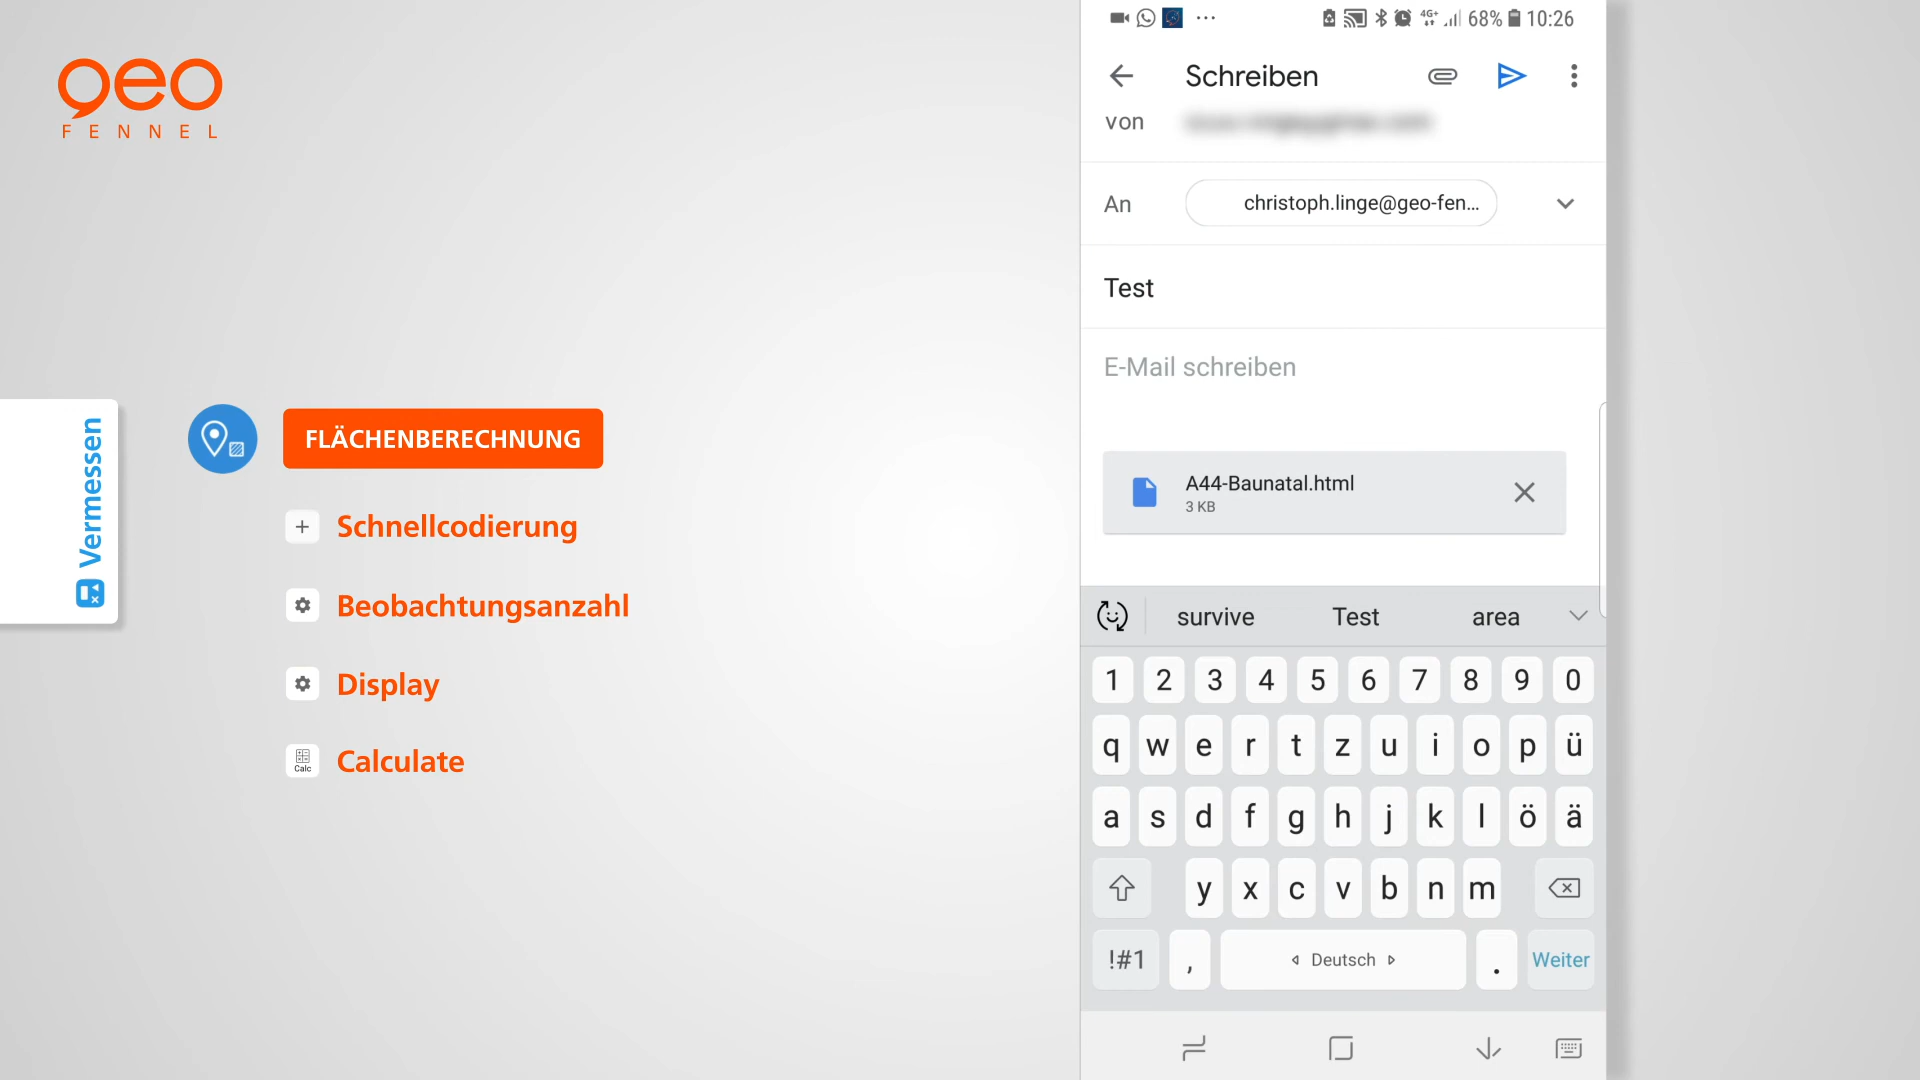 geo
FENNEL
Vermessen
FLÄCHENBERECHNUNG
Schnellcodierung
Beobachtungsanzahl
Display
Calc
Calculate
4G+ 68% 10:26
Schreiben
von
An christoph.linge@geo-fen...
Test
E-Mail schreiben
A44-Baunatal.html
3 KB
survive Test area
1 2 3 4 5 6 7 8 9 0
q w e r t z u i o p ü
a s d f g h j k l ö ä
y x c v b n m
!#1 , Deutsch . Weiter